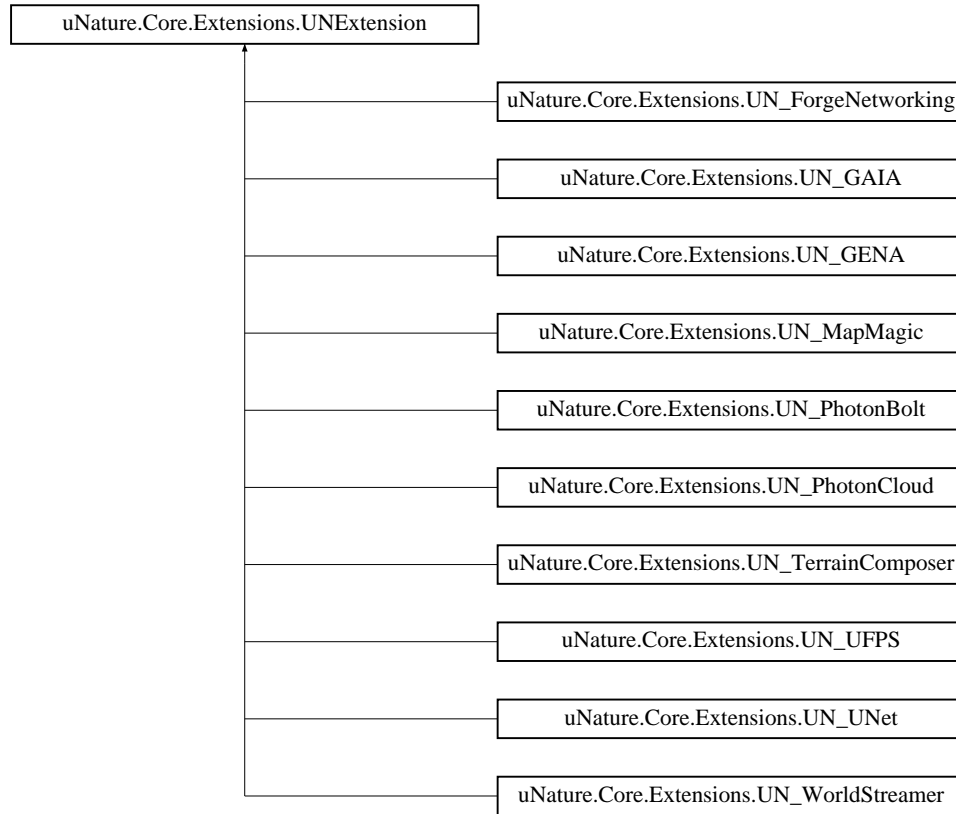 uNature.Core.Extensions.UNExtension
uNature.Core.Extensions.UN_ForgeNetworking
uNature.Core.Extensions.UN_GAIA
uNature.Core.Extensions.UN_GENA
uNature.Core.Extensions.UN_MapMagic
uNature.Core.Extensions.UN_PhotonBolt
uNature.Core.Extensions.UN_PhotonCloud
uNature.Core.Extensions.UN_TerrainComposer
uNature.Core.Extensions.UN_UFPS
uNature.Core.Extensions.UN_UNet
uNature.Core.Extensions.UN_WorldStreamer